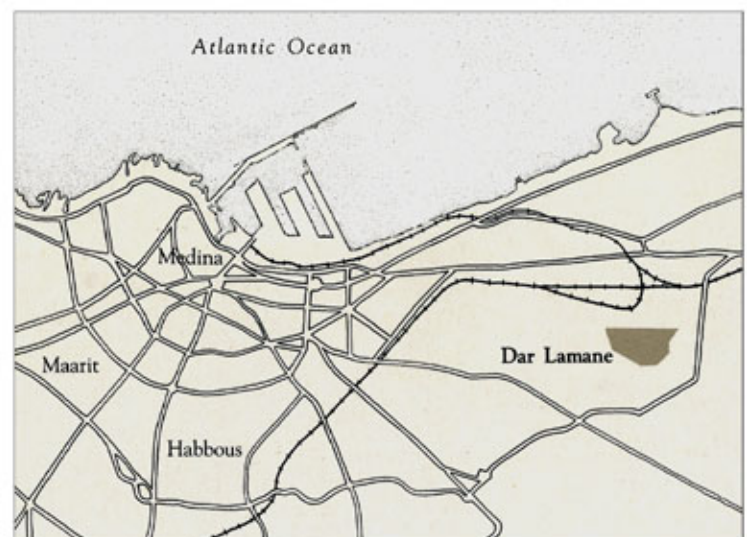 Atlantic Ocean
Medina
Dar Lamane
Maarit
Habbous